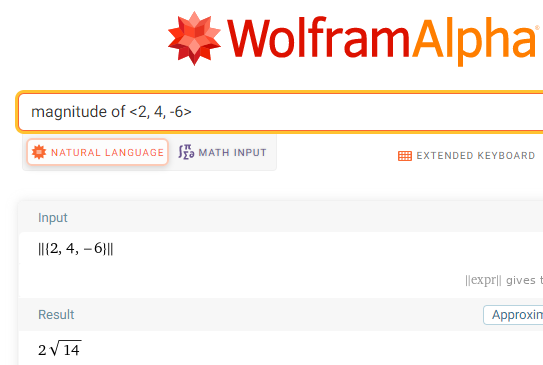 WolframAlpha
magnitude of <2, 4, -6>
NATURAL LANGUAGE
∫π Σ∂ MATH INPUT
EXTENDED KEYBOARD
Input
||{2, 4, −6}||
||expr|| gives t
Result
Approxim
2√14